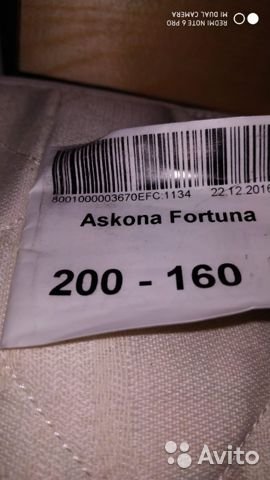 REDMI NOTE 6 PRO
MI DUAL CAMERA
8001000003670EFC:1134 22.12.2016
Askona Fortuna
200 - 160
Avito